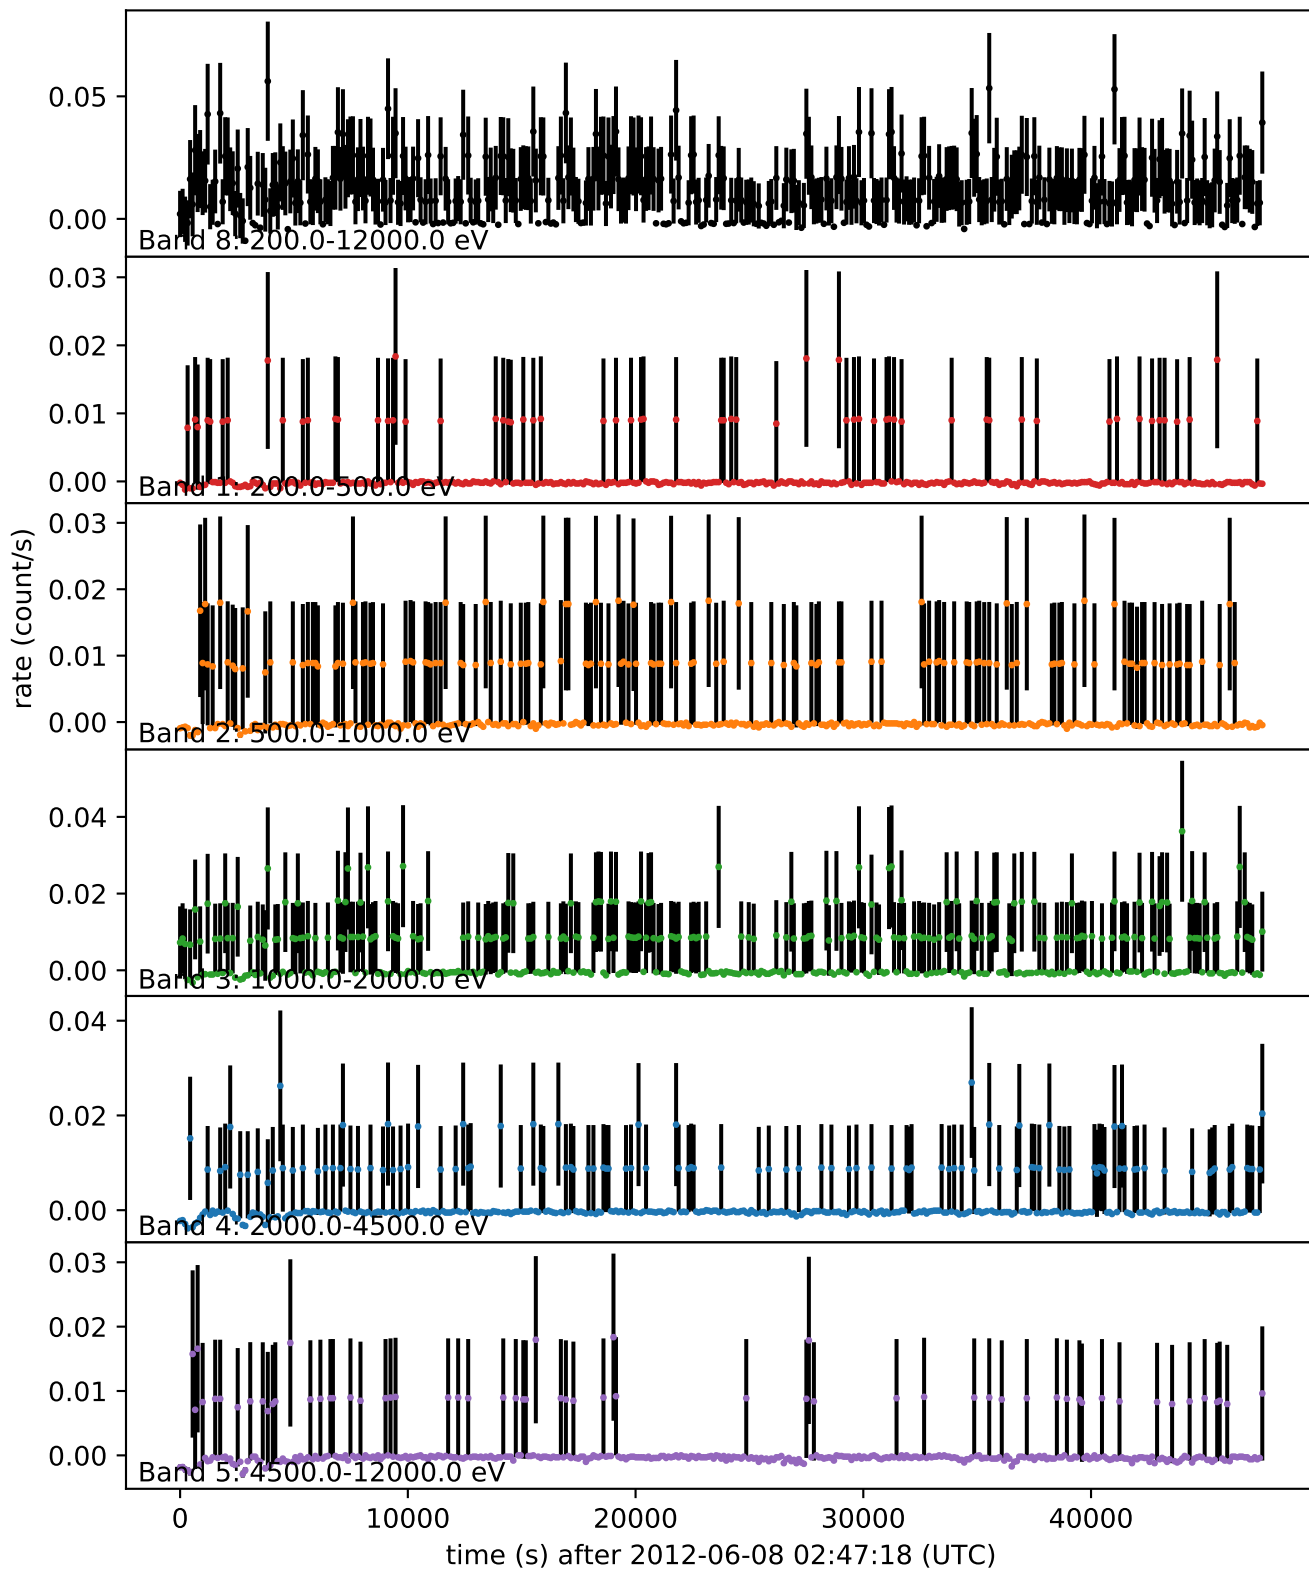 0.05
0.00
Band 8: 200.0-12000.0 eV
0.03
0.02
0.01
0.00
Band 1: 200.0-500.0 eV
0.03
0.02
0.01
0.00
Band 2: 500.0-1000.0 eV
rate (count/s)
0.04
0.02
0.00
Band 3: 1000.0-2000.0 eV
0.04
0.02
0.00
Band 4: 2000.0-4500.0 eV
0.03
0.02
0.01
0.00
Band 5: 4500.0-12000.0 eV
0 10000 20000 30000 40000
time (s) after 2012-06-08 02:47:18 (UTC)